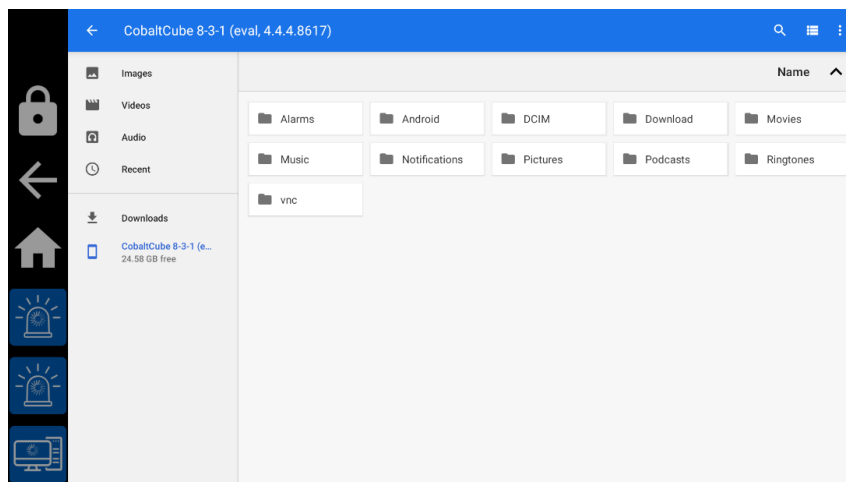 CobaltCube 8-3-1 (eval, 4.4.4.8617)
Images
Videos
Audio
Recent
Downloads
CobaltCube 8-3-1 (e...
24.58 GB free
Name
Alarms
Android
DCIM
Download
Movies
Music
Notifications
Pictures
Podcasts
Ringtones
vnc